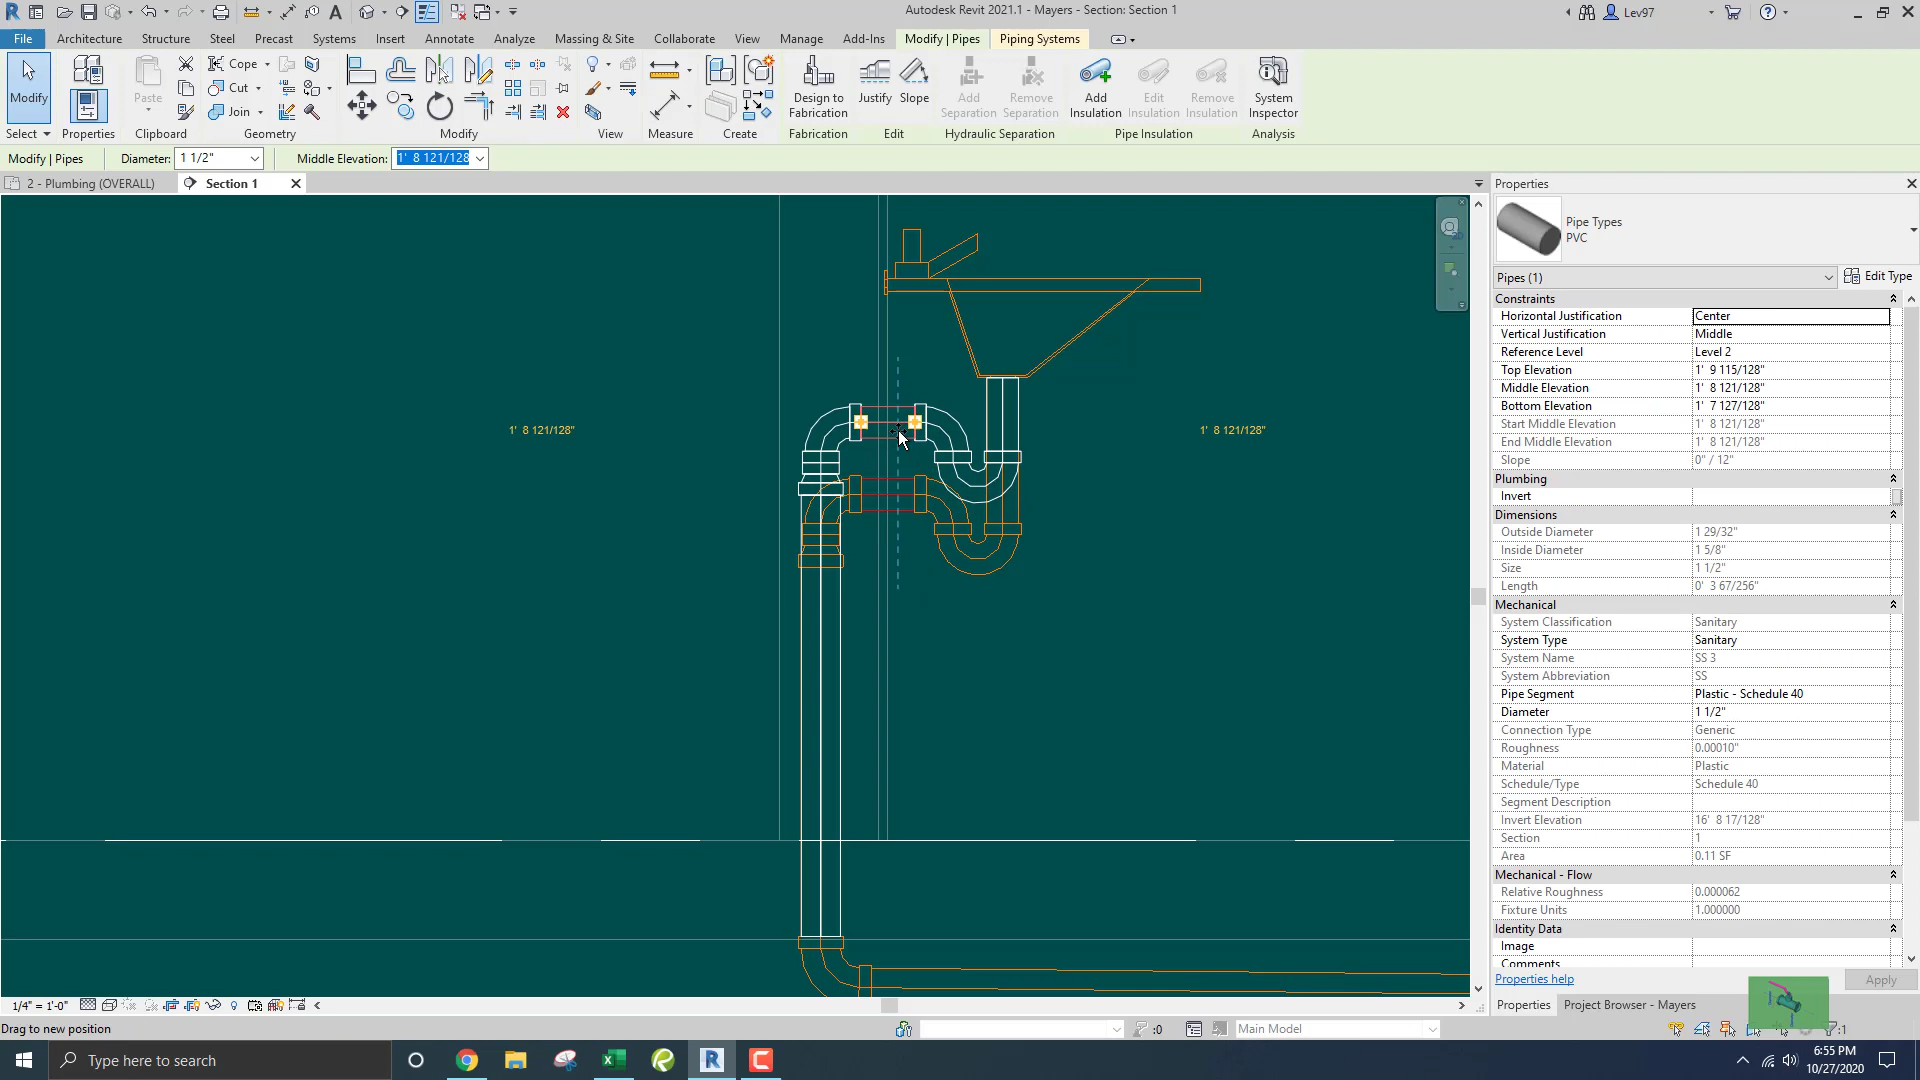 Autodesk Revit 2021.1 - Mayers - Section: Section 1
Lev97
File Architecture Structure Steel Precast Systems Insert Annotate Analyze Massing & Site Collaborate View Manage Add-Ins Modify | Pipes Piping Systems
Modify
Select
Properties
Paste
Clipboard
Cope
Cut
Join
Geometry
Modify
View
Measure
Create
Design to Fabrication
Fabrication
Justify
Slope
Edit
Add Separation
Remove Separation
Hydraulic Separation
Add Insulation
Edit Insulation
Remove Insulation
Pipe Insulation
System Inspector
Analysis
Modify | Pipes Diameter: 1 1/2" Middle Elevation: 1' 8 121/128
2 - Plumbing (OVERALL) Section 1
1' 8 121/128"
1' 8 121/128"
Properties
Pipe Types
PVC
Pipes (1) Edit Type
Constraints
Horizontal Justification Center
Vertical Justification Middle
Reference Level Level 2
Top Elevation 1' 9 115/128"
Middle Elevation 1' 8 121/128"
Bottom Elevation 1' 7 127/128"
Start Middle Elevation 1' 8 121/128"
End Middle Elevation 1' 8 121/128"
Slope 0" / 12"
Plumbing
Invert
Dimensions
Outside Diameter 1 29/32"
Inside Diameter 1 5/8"
Size 1 1/2"
Length 0' 3 67/256"
Mechanical
System Classification Sanitary
System Type Sanitary
System Name SS 3
System Abbreviation SS
Pipe Segment Plastic - Schedule 40
Diameter 1 1/2"
Connection Type Generic
Roughness 0.00010"
Material Plastic
Schedule/Type Schedule 40
Segment Description
Invert Elevation 16' 8 17/128"
Section 1
Area 0.11 SF
Mechanical - Flow
Relative Roughness 0.000062
Fixture Units 1.000000
Identity Data
Image
Comments
Properties help Apply
Properties Project Browser - Mayers
1/4" = 1'-0"
Drag to new position
:0
Main Model
:1
Type here to search
6:55 PM
10/27/2020